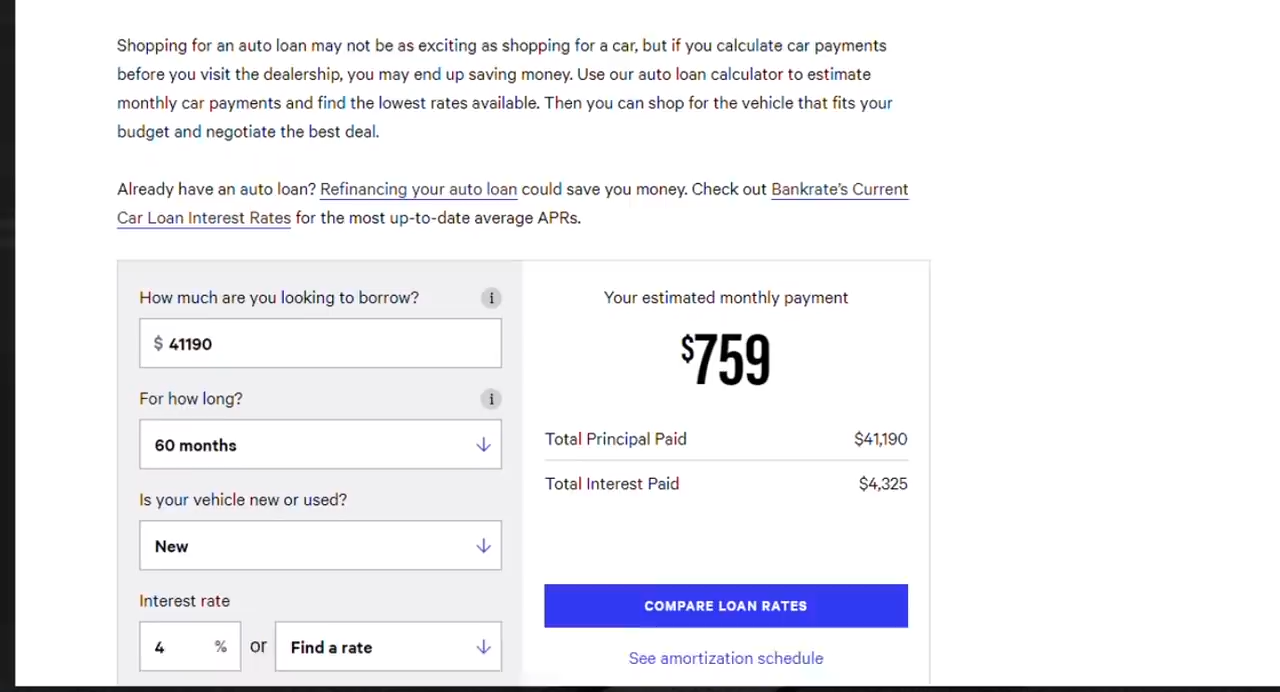 Shopping for an auto loan may not be as exciting as shopping for a car, but if you calculate car payments
before you visit the dealership, you may end up saving money. Use our auto loan calculator to estimate
monthly car payments and find the lowest rates available. Then you can shop for the vehicle that fits your
budget and negotiate the best deal.
Already have an auto loan? Refinancing your auto loan could save you money. Check out Bankrate’s Current
Car Loan Interest Rates for the most up-to-date average APRs.
How much are you looking to borrow? i
$ 41190
For how long? i
60 months
Is your vehicle new or used?
New
Interest rate
4 % or Find a rate
Your estimated monthly payment
$759
Total Principal Paid $41,190
Total Interest Paid $4,325
COMPARE LOAN RATES
See amortization schedule